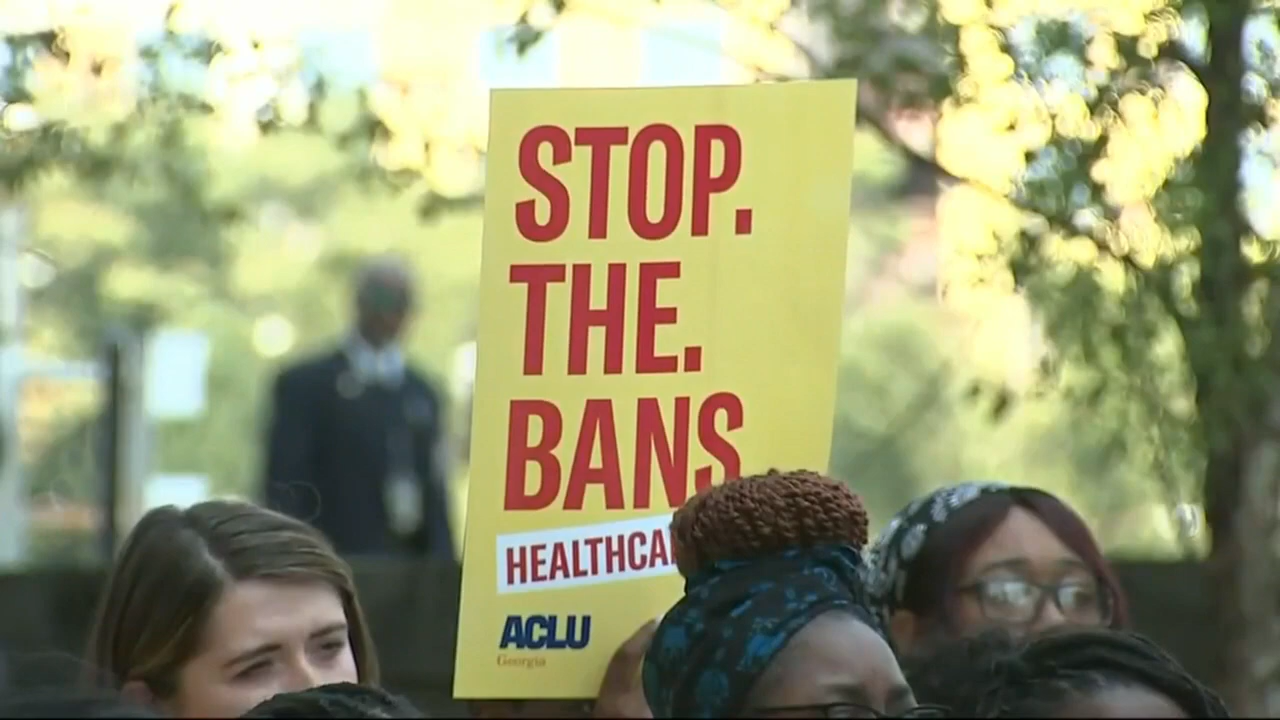 STOP.
THE.
BANS
HEALTHCA
ACLU
Georgia